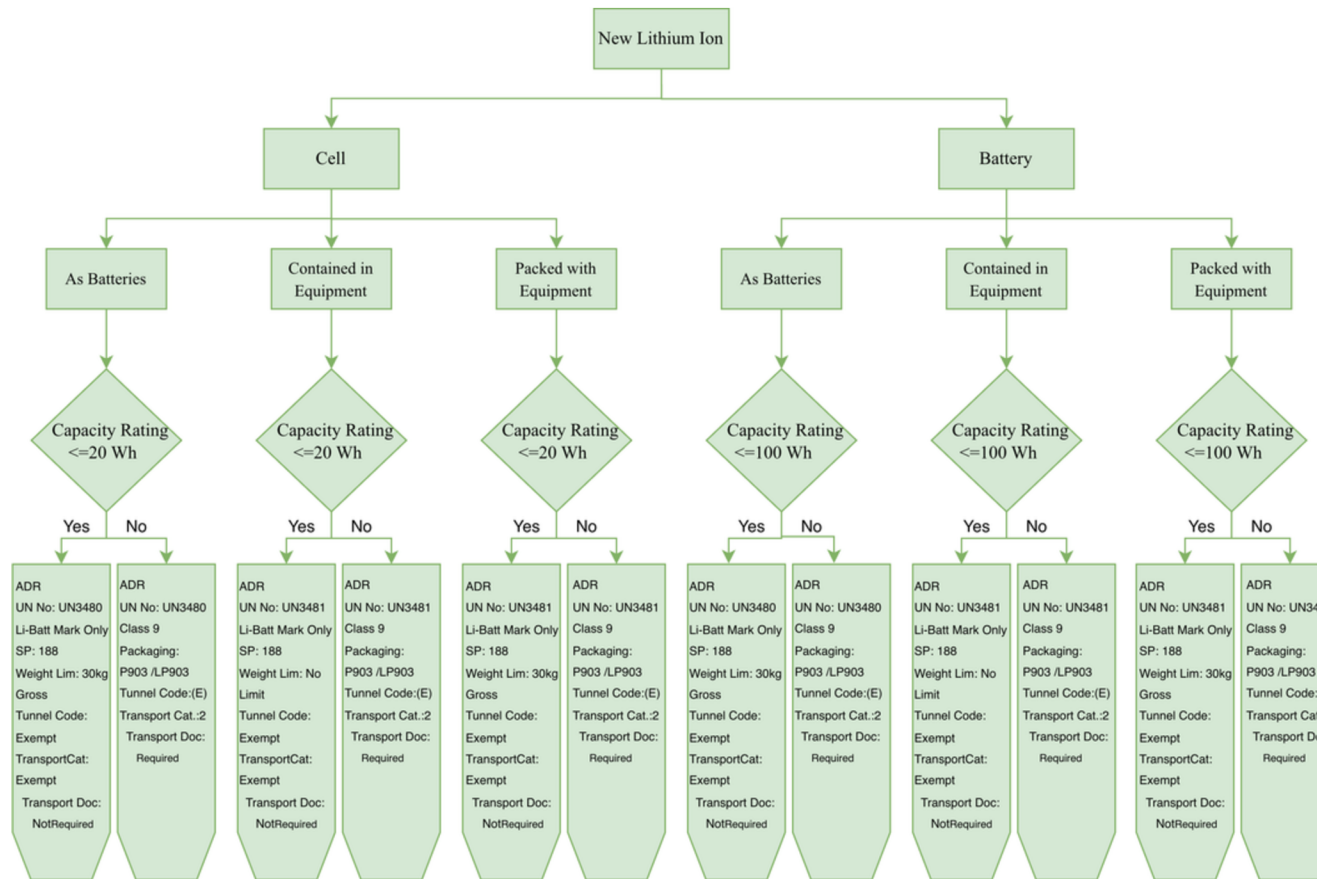 New Lithium Ion
Cell
Battery
As Batteries
Contained in
Equipment
Packed with
Equipment
As Batteries
Contained in
Equipment
Packed with
Equipment
Capacity Rating
<=20 Wh
Capacity Rating
<=20 Wh
Capacity Rating
<=20 Wh
Capacity Rating
<=100 Wh
Capacity Rating
<=100 Wh
Capacity Rating
<=100 Wh
Yes No
Yes No
Yes No
Yes No
Yes No
Yes No
ADR
UN No: UN3480
Li-Batt Mark Only
SP: 188
Weight Lim: 30kg
Gross
Tunnel Code:
Exempt
TransportCat:
Exempt
Transport Doc:
NotRequired
ADR
UN No: UN3480
Class 9
Packaging:
P903 /LP903
Tunnel Code:(E)
Transport Cat.:2
Transport Doc:
Required
ADR
UN No: UN3481
Li-Batt Mark Only
SP: 188
Weight Lim: No
Limit
Tunnel Code:
Exempt
TransportCat:
Exempt
Transport Doc:
NotRequired
ADR
UN No: UN3481
Class 9
Packaging:
P903 /LP903
Tunnel Code:(E)
Transport Cat.:2
Transport Doc:
Required
ADR
UN No: UN3481
Li-Batt Mark Only
SP: 188
Weight Lim: 30kg
Gross
Tunnel Code:
Exempt
TransportCat:
Exempt
Transport Doc:
NotRequired
ADR
UN No: UN3481
Class 9
Packaging:
P903 /LP903
Tunnel Code:(E)
Transport Cat.:2
Transport Doc:
Required
ADR
UN No: UN3480
Li-Batt Mark Only
SP: 188
Weight Lim: 30kg
Gross
Tunnel Code:
Exempt
TransportCat:
Exempt
Transport Doc:
NotRequired
ADR
UN No: UN3480
Class 9
Packaging:
P903 /LP903
Tunnel Code:(E)
Transport Cat.:2
Transport Doc:
Required
ADR
UN No: UN3481
Li-Batt Mark Only
SP: 188
Weight Lim: No
Limit
Tunnel Code:
Exempt
TransportCat:
Exempt
Transport Doc:
NotRequired
ADR
UN No: UN3481
Class 9
Packaging:
P903 /LP903
Tunnel Code:(E)
Transport Cat.:2
Transport Doc:
Required
ADR
UN No: UN3481
Li-Batt Mark Only
SP: 188
Weight Lim: 30kg
Gross
Tunnel Code:
Exempt
TransportCat:
Exempt
Transport Doc:
NotRequired
ADR
UN No:
Class 9
Packaging:
P903 /LP903
Tunnel Code:
Transport
Transport
Required